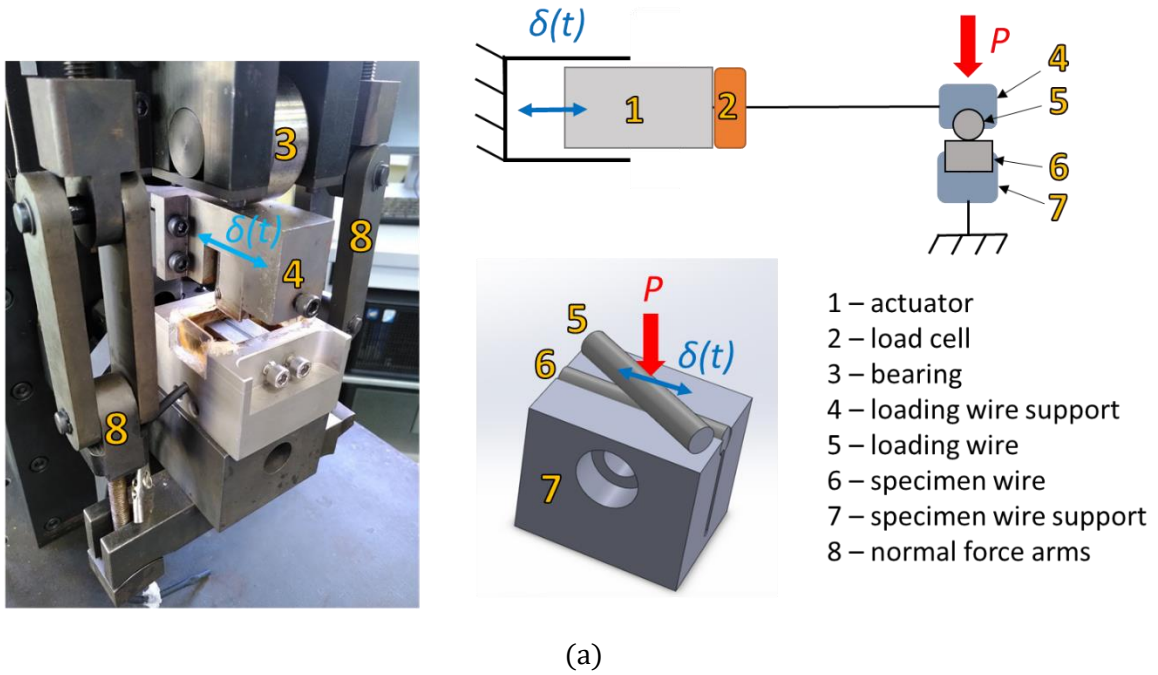 δ(t)
P
1
2
4
5
6
7
3
δ(t)
4
8
8
P
5
δ(t)
6
7
1 – actuator
2 – load cell
3 – bearing
4 – loading wire support
5 – loading wire
6 – specimen wire
7 – specimen wire support
8 – normal force arms
(a)